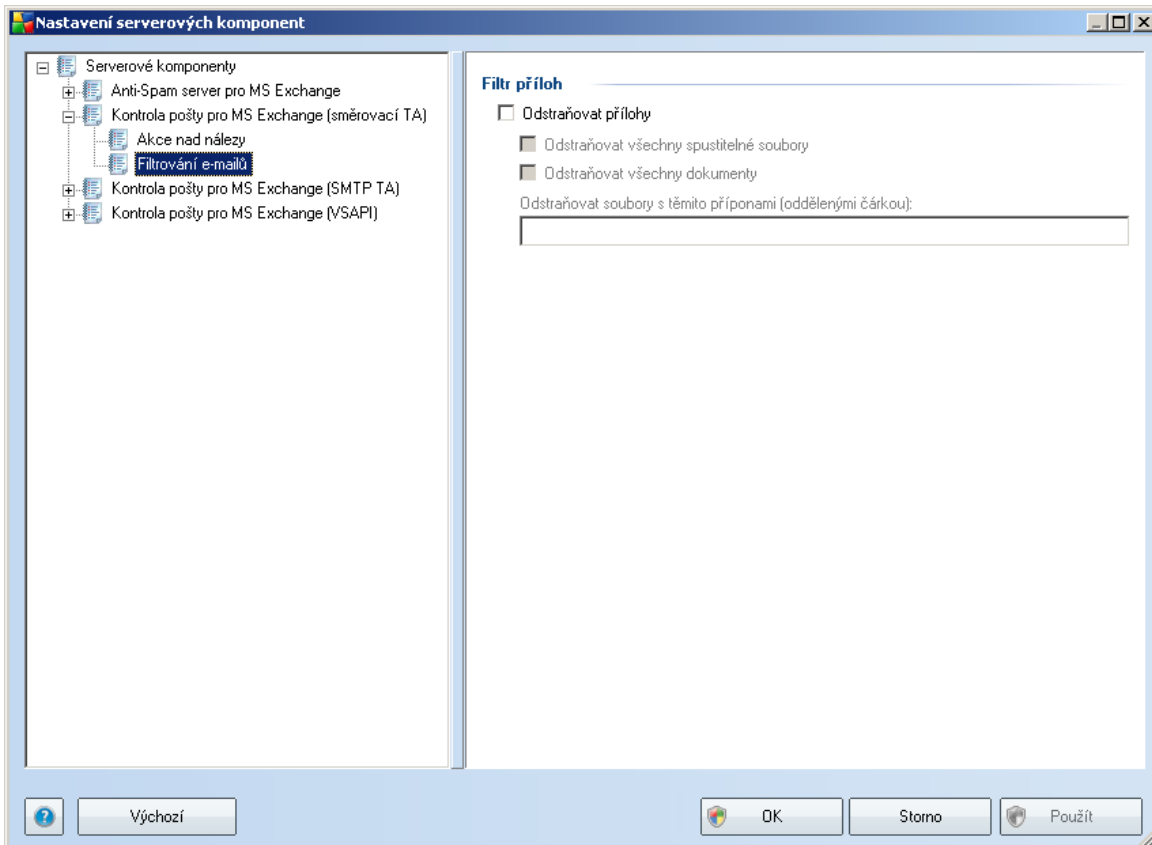 Nastavení serverových komponent
Serverové komponenty
Anti-Spam server pro MS Exchange
Kontrola pošty pro MS Exchange (směrovací TA)
Akce nad nálezy
Filtrování e-mailů
Kontrola pošty pro MS Exchange (SMTP TA)
Kontrola pošty pro MS Exchange (VSAPI)
Filtr příloh
Odstraňovat přílohy
Odstraňovat všechny spustitelné soubory
Odstraňovat všechny dokumenty
Odstraňovat soubory s těmito příponami (oddělenými čárkou):
Výchozí
OK
Storno
Použít